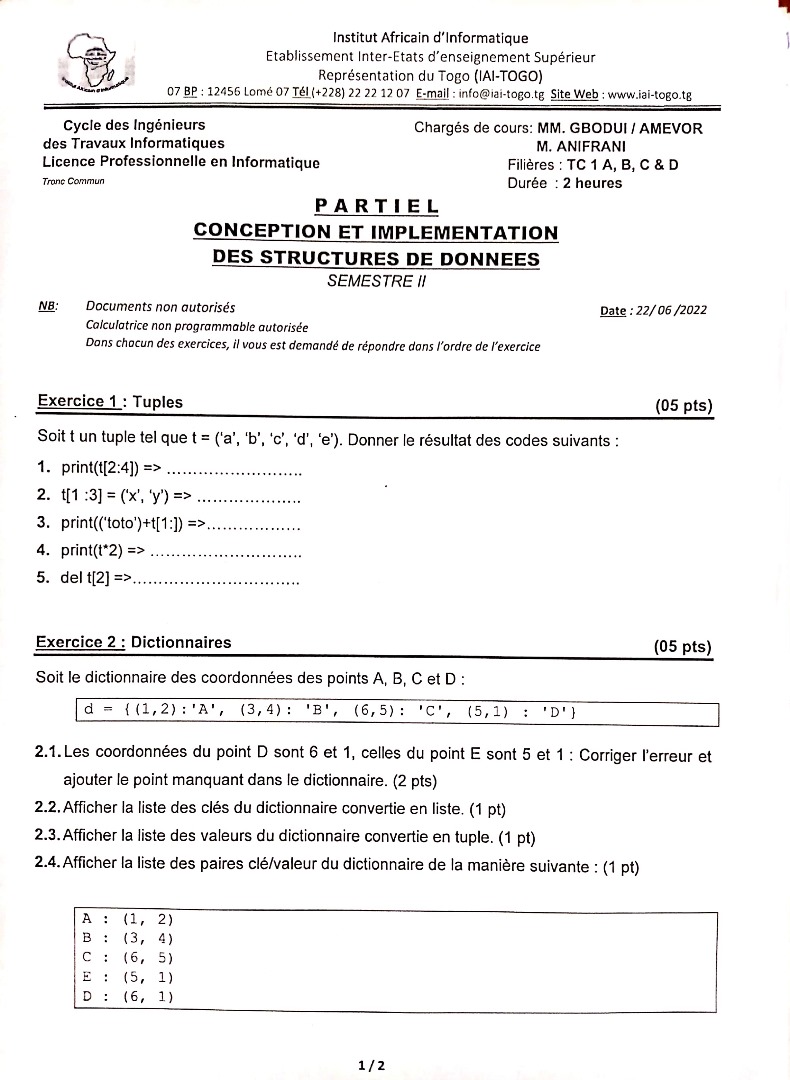 Institut Africain d'Informatique
Etablissement Inter-Etats d'enseignement Supérieur
Représentation du Togo (IAI-TOGO)
07 BP : 12456 Lomé 07 Tél.(+228) 22 22 12 07 E-mail : info@iai-togo.tg Site Web : www.iai-togo.tg
Cycle des Ingénieurs
des Travaux Informatiques
Licence Professionnelle en Informatique
Tronc Commun
Chargés de cours: MM. GBODUI / AMEVOR
M. ANIFRANI
Filières : TC 1 A, B, C & D
Durée : 2 heures
PARTIEL
CONCEPTION ET IMPLEMENTATION
DES STRUCTURES DE DONNEES
SEMESTRE II
NB: Documents non autorisés
Date : 22/ 06 /2022
Calculatrice non programmable autorisée
Dans chacun des exercices, il vous est demandé de répondre dans l'ordre de l'exercice
Exercice 1 : Tuples (05 pts)
Soit t un tuple tel que t = ('a', 'b', 'c', 'd', 'e'). Donner le résultat des codes suivants :
1. print(t[2:4]) => ..........................
2. t[1 :3] = ('x', 'y') => ....................
3. print(('toto')+t[1:]) =>..................
4. print(t*2) => .............................
5. del t[2] =>................................
Exercice 2 : Dictionnaires (05 pts)
Soit le dictionnaire des coordonnées des points A, B, C et D :
d = {(1,2):'A', (3,4): 'B', (6,5): 'C', (5,1) : 'D'}
2.1. Les coordonnées du point D sont 6 et 1, celles du point E sont 5 et 1 : Corriger l'erreur et
ajouter le point manquant dans le dictionnaire. (2 pts)
2.2. Afficher la liste des clés du dictionnaire convertie en liste. (1 pt)
2.3. Afficher la liste des valeurs du dictionnaire convertie en tuple. (1 pt)
2.4. Afficher la liste des paires clé/valeur du dictionnaire de la manière suivante : (1 pt)
A : (1, 2)
B : (3, 4)
C : (6, 5)
E : (5, 1)
D : (6, 1)
1 / 2